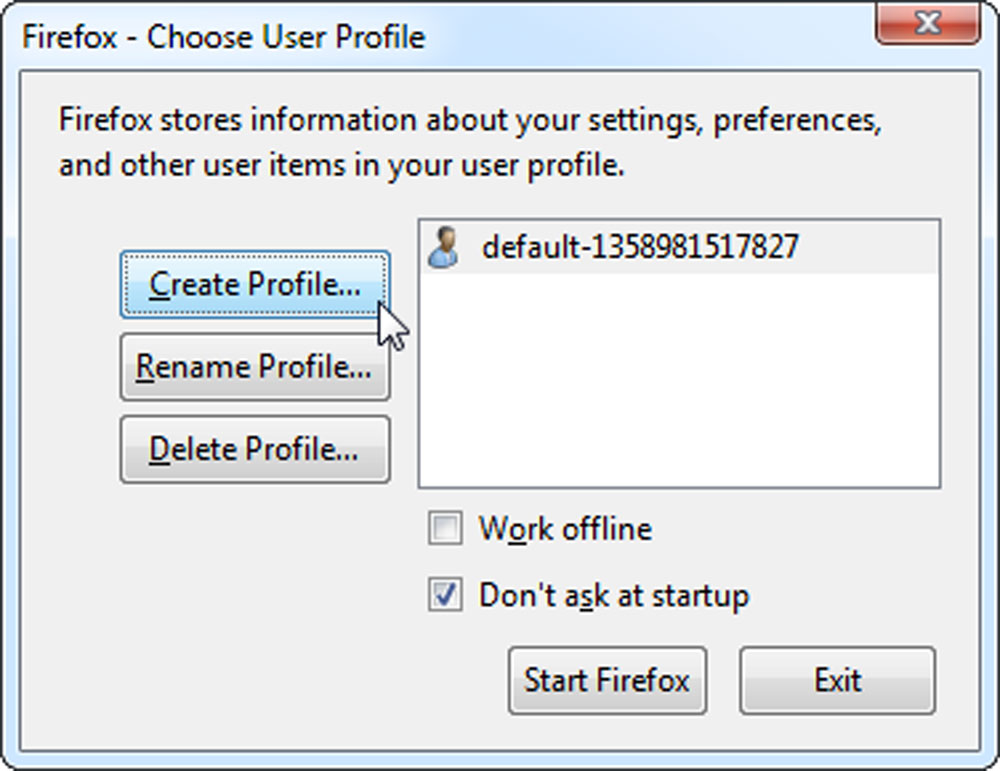 Firefox - Choose User Profile
Firefox stores information about your settings, preferences,
and other user items in your user profile.
default-1358981517827
Create Profile...
Rename Profile...
Delete Profile...
Work offline
Don't ask at startup
Start Firefox
Exit